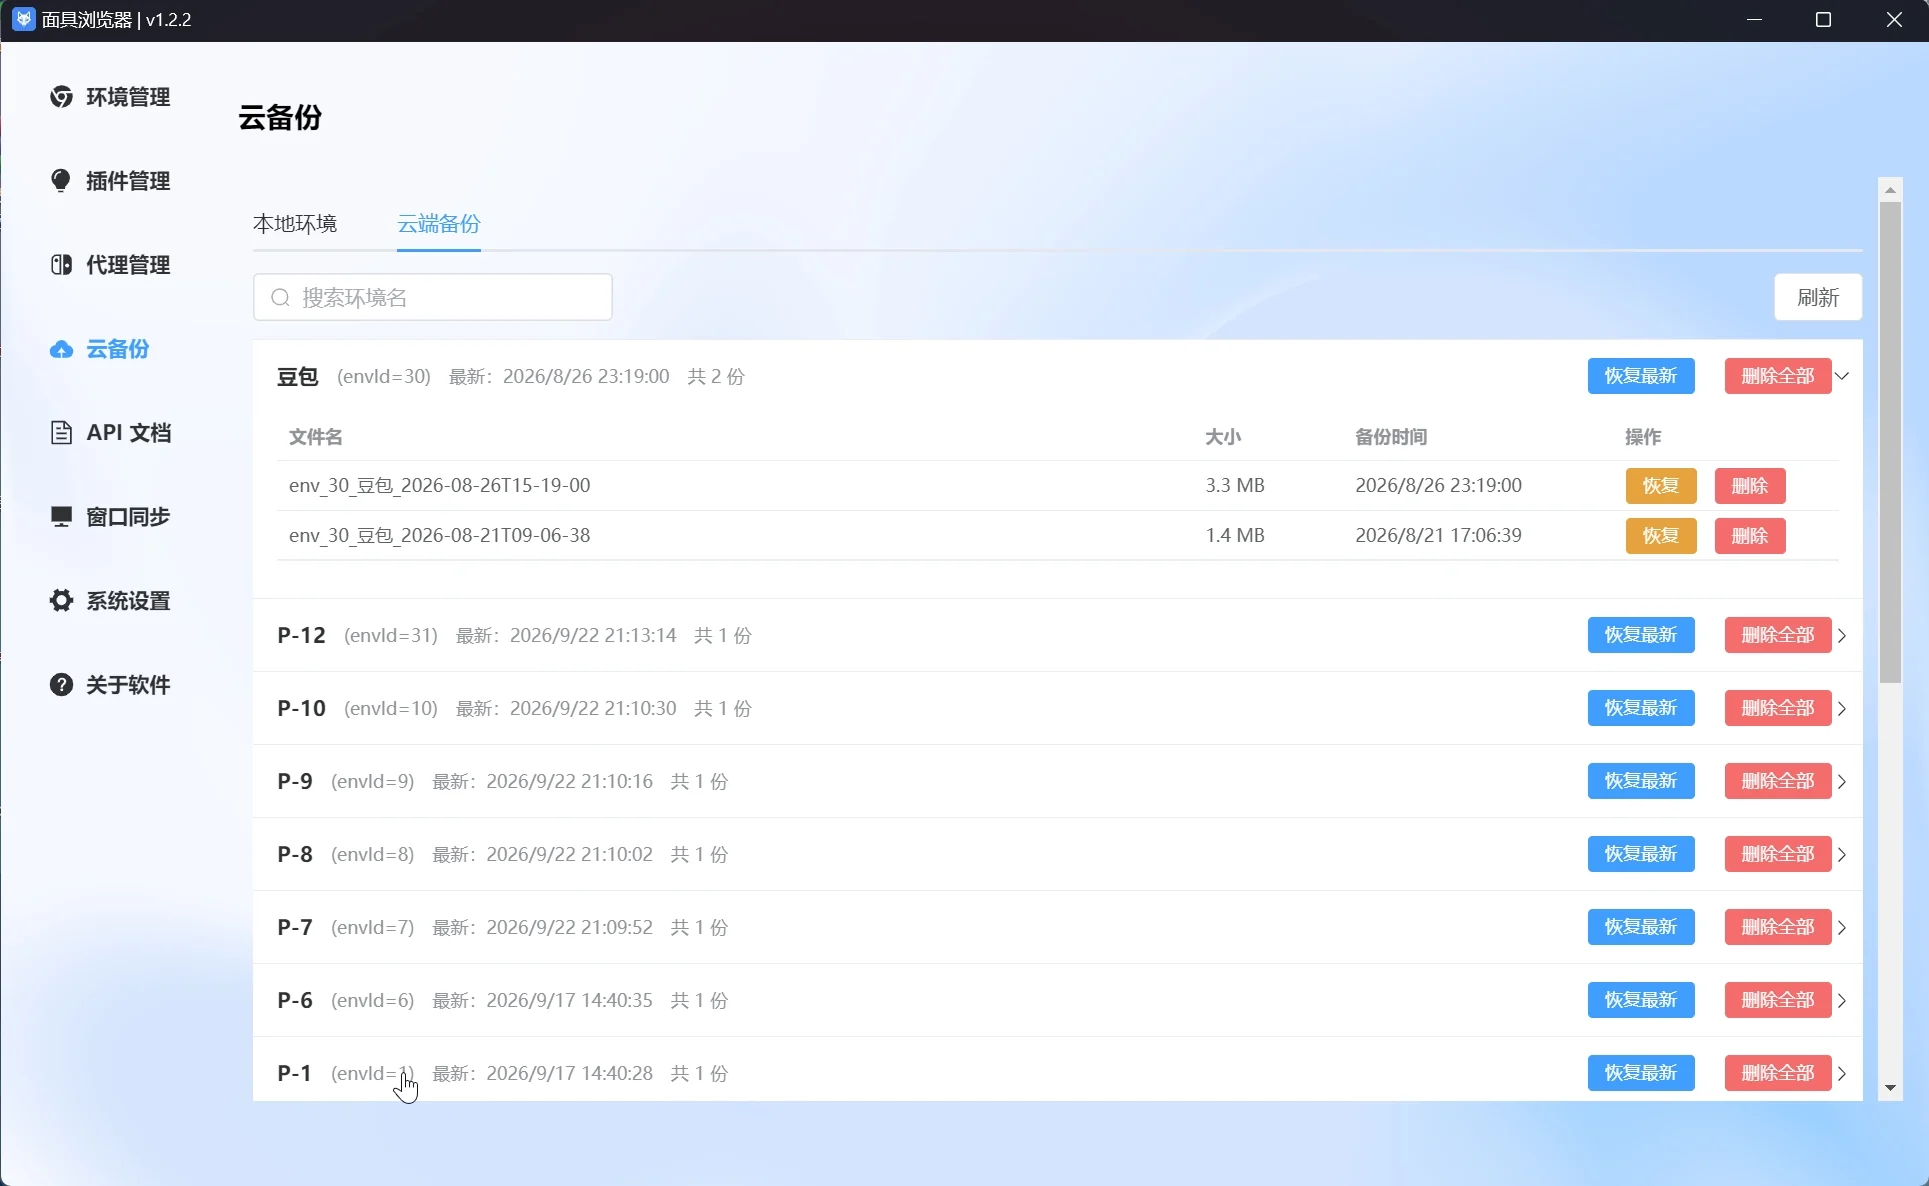 面具浏览器 | v1.2.2
环境管理
插件管理
代理管理
云备份
API 文档
窗口同步
系统设置
关于软件
云备份
本地环境 云端备份
搜索环境名 刷新
豆包 (envId=30) 最新：2026/8/26 23:19:00 共 2 份 恢复最新 删除全部
文件名 大小 备份时间 操作
env_30_豆包_2026-08-26T15-19-00 3.3 MB 2026/8/26 23:19:00 恢复 删除
env_30_豆包_2026-08-21T09-06-38 1.4 MB 2026/8/21 17:06:39 恢复 删除
P-12 (envId=31) 最新：2026/9/22 21:13:14 共 1 份 恢复最新 删除全部
P-10 (envId=10) 最新：2026/9/22 21:10:30 共 1 份 恢复最新 删除全部
P-9 (envId=9) 最新：2026/9/22 21:10:16 共 1 份 恢复最新 删除全部
P-8 (envId=8) 最新：2026/9/22 21:10:02 共 1 份 恢复最新 删除全部
P-7 (envId=7) 最新：2026/9/22 21:09:52 共 1 份 恢复最新 删除全部
P-6 (envId=6) 最新：2026/9/17 14:40:35 共 1 份 恢复最新 删除全部
P-1 (envId=1) 最新：2026/9/17 14:40:28 共 1 份 恢复最新 删除全部